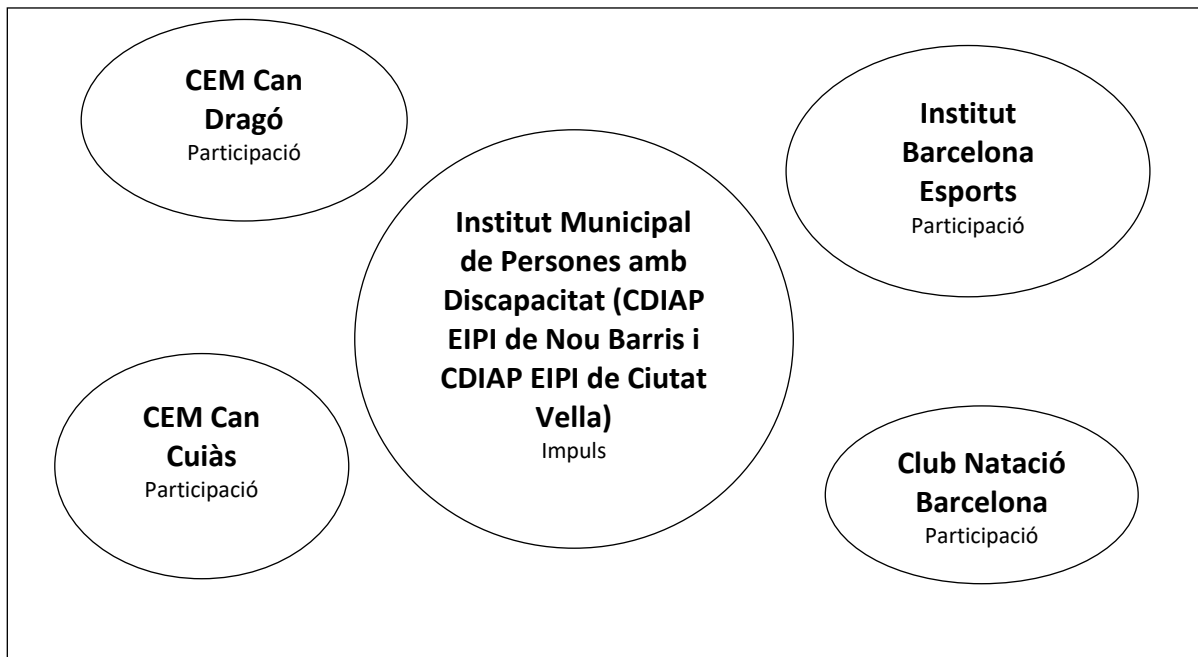 CEM Can
Dragó
Participació
Institut
Barcelona
Esports
Participació
Institut Municipal
de Persones amb
Discapacitat (CDIAP
EIPI de Nou Barris i
CDIAP EIPI de Ciutat
Vella)
Impuls
CEM Can
Cuiàs
Participació
Club Natació
Barcelona
Participació